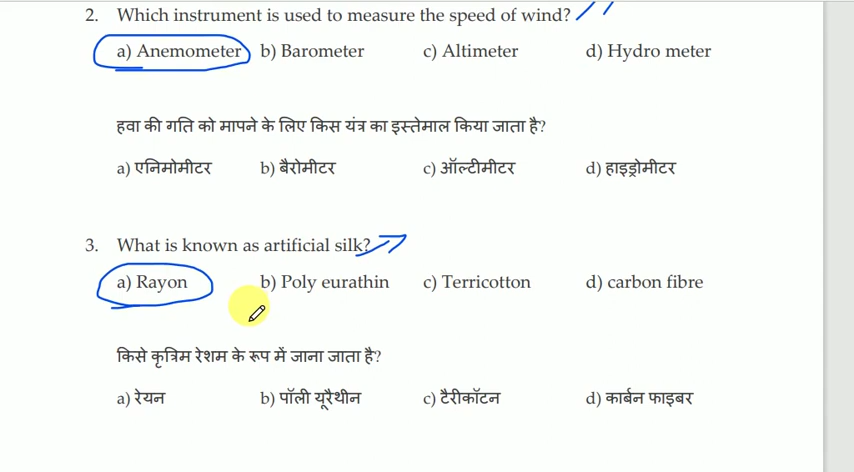 2. Which instrument is used to measure the speed of wind?
a) Anemometer b) Barometer c) Altimeter d) Hydro meter
हवा की गति को मापने के लिए किस यंत्र का इस्तेमाल किया जाता है?
a) एनिमोमीटर b) बैरोमीटर c) ऑल्टीमीटर d) हाइड्रोमीटर
3. What is known as artificial silk?
a) Rayon b) Poly eurathin c) Terricotton d) carbon fibre
किसे कृत्रिम रेशम के रूप में जाना जाता है?
a) रेयन b) पॉली यूरैथीन c) टैरीकॉटन d) कार्बन फाइबर